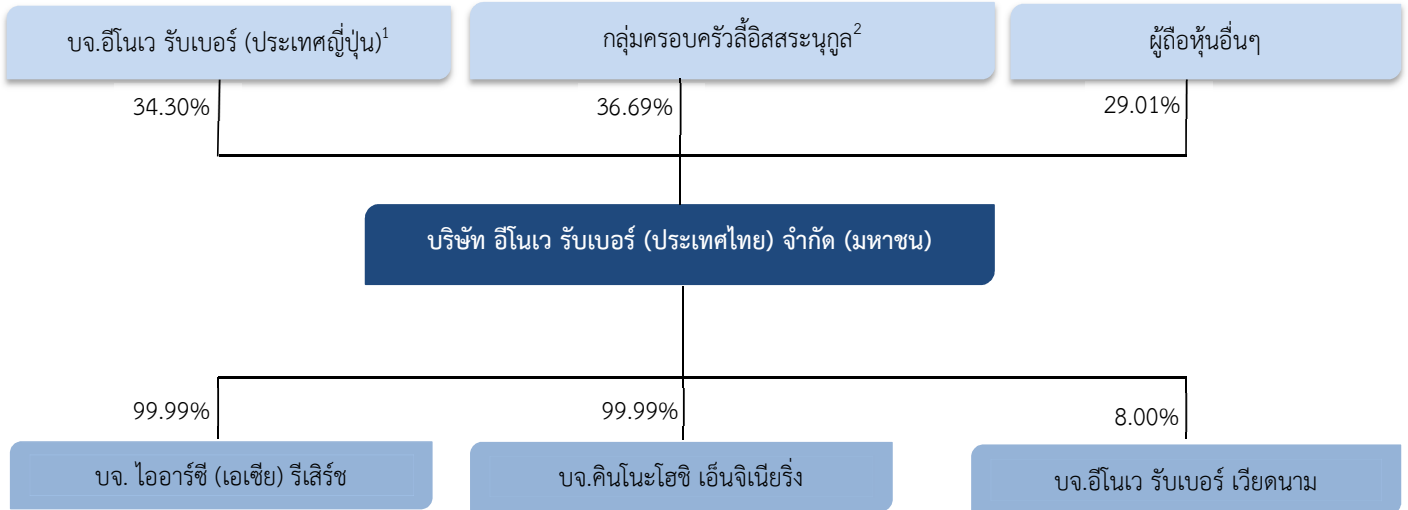 บจ.อีโนเว รับเบอร์ (ประเทศญี่ปุ่น)¹
กลุ่มครอบครัวลี้อิสสระนุกูล²
ผู้ถือหุ้นอื่นๆ
34.30%
36.69%
29.01%
บริษัท อีโนเว รับเบอร์ (ประเทศไทย) จำกัด (มหาชน)
99.99%
99.99%
8.00%
บจ. ไออาร์ซี (เอเซีย) รีเสิร์ช
บจ.คินโนะโฮชิ เอ็นจิเนียริ่ง
บจ.อีโนเว รับเบอร์ เวียดนาม